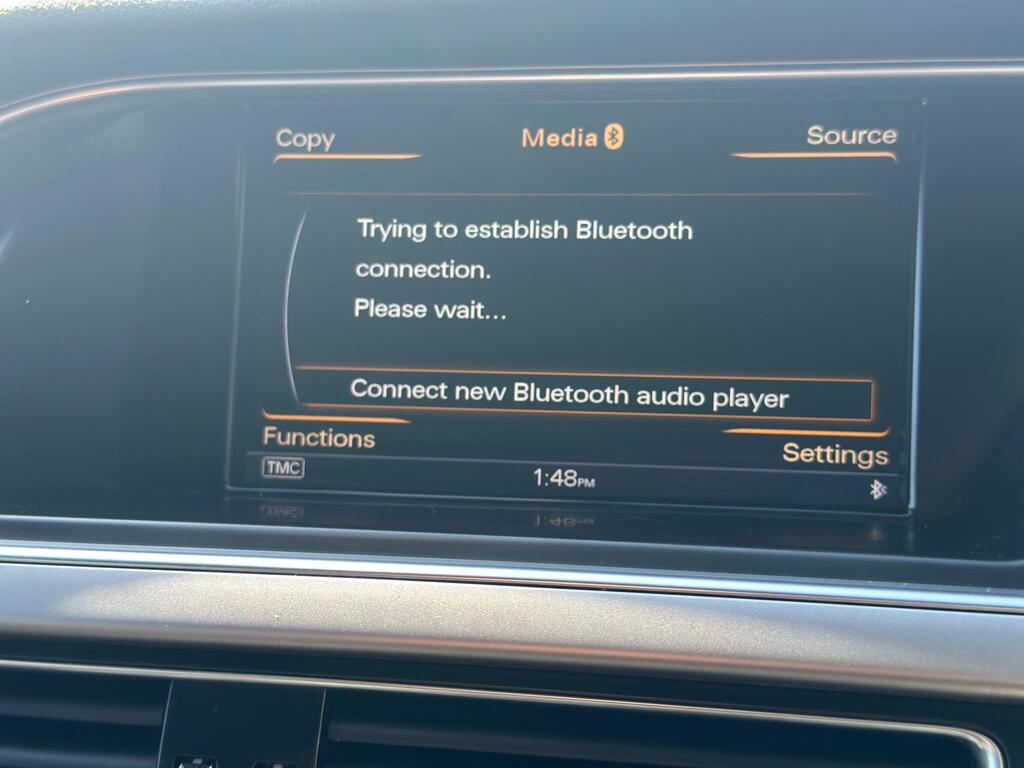 Copy
Media
Source
Trying to establish Bluetooth
connection.
Please wait...
Connect new Bluetooth audio player
Functions
Settings
TMC
1:48PM